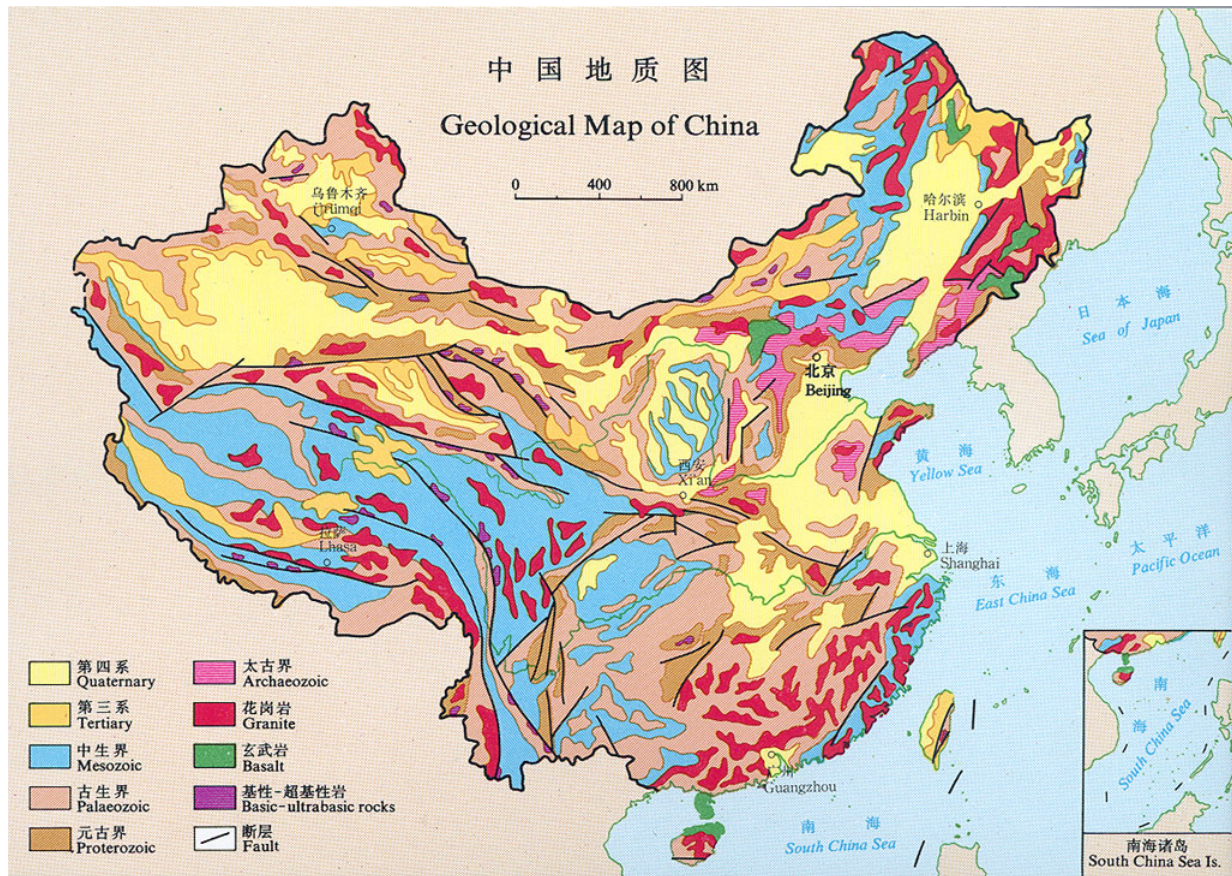 中国地质图
Geological Map of China
0 400 800 km
乌鲁木齐
Ürümqi
哈尔滨
Harbin
日本海
Sea of Japan
北京
Beijing
黄海
Yellow Sea
西安
Xi'an
太平洋
Pacific Ocean
拉萨
Lhasa
上海
Shanghai
东海
East China Sea
广州
Guangzhou
南海
South China Sea
南海
South China Sea
南海诸岛
South China Sea Is.
第四系
Quaternary
第三系
Tertiary
中生界
Mesozoic
古生界
Palaeozoic
元古界
Proterozoic
太古界
Archaeozoic
花岗岩
Granite
玄武岩
Basalt
基性-超基性岩
Basic-ultrabasic rocks
断层
Fault